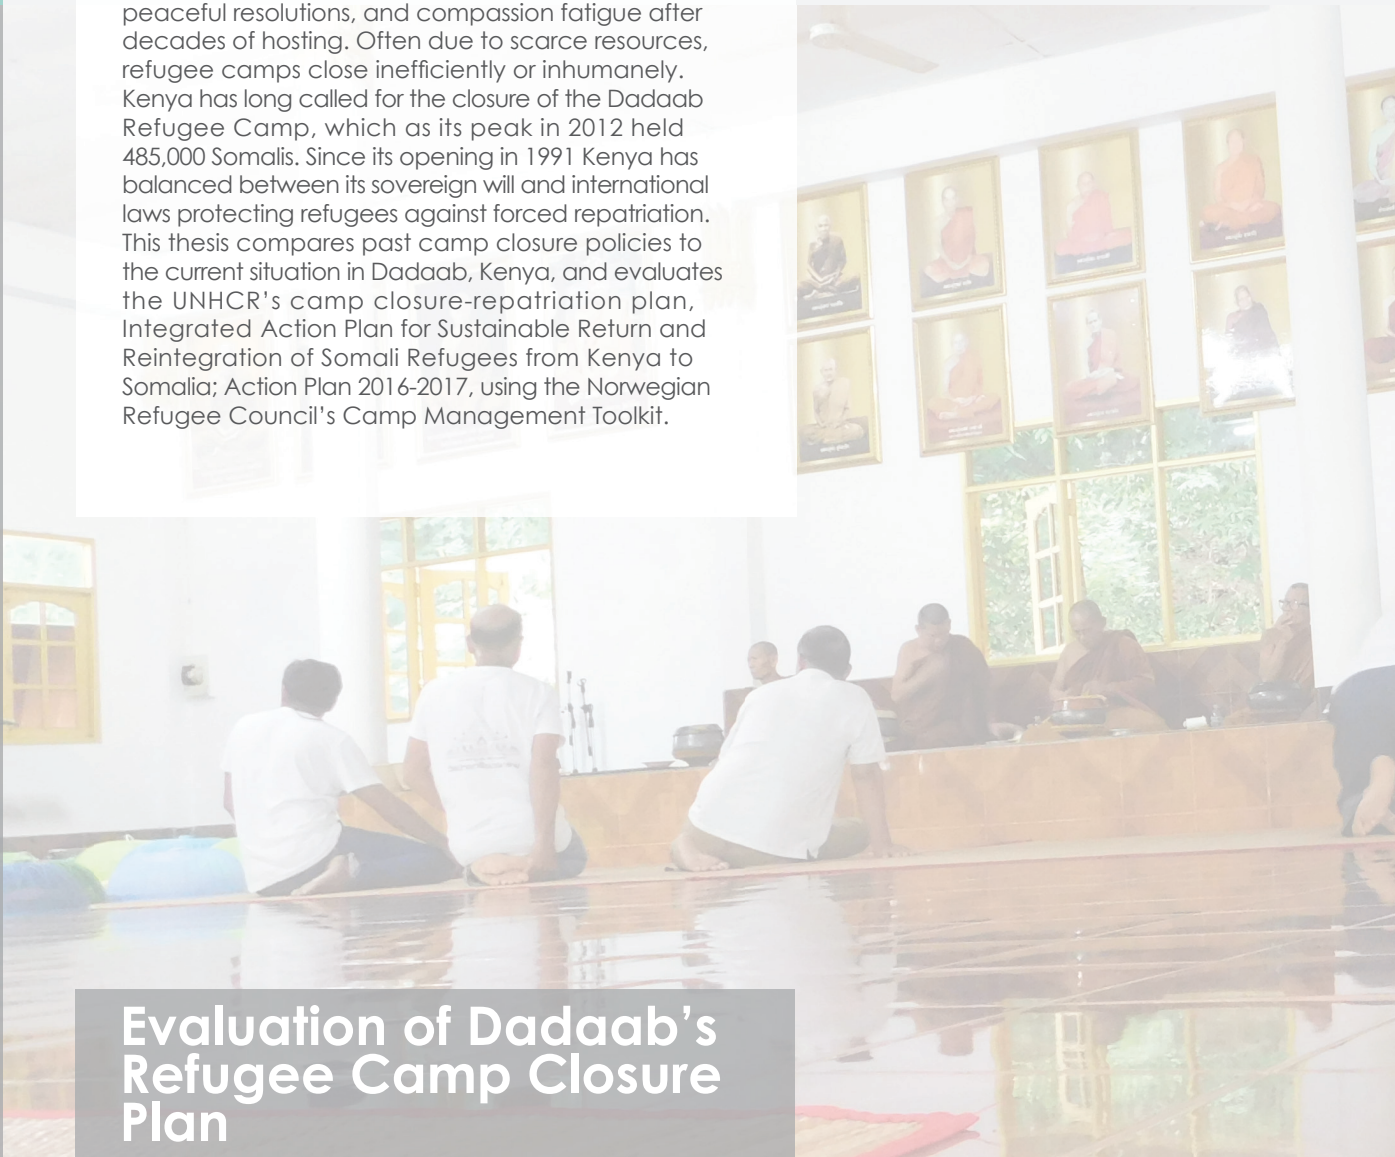 peaceful resolutions, and compassion fatigue after
decades of hosting. Often due to scarce resources,
refugee camps close inefficiently or inhumanely.
Kenya has long called for the closure of the Dadaab
Refugee Camp, which as its peak in 2012 held
485,000 Somalis. Since its opening in 1991 Kenya has
balanced between its sovereign will and international
laws protecting refugees against forced repatriation.
This thesis compares past camp closure policies to
the current situation in Dadaab, Kenya, and evaluates
the UNHCR’s camp closure-repatriation plan,
Integrated Action Plan for Sustainable Return and
Reintegration of Somali Refugees from Kenya to
Somalia; Action Plan 2016-2017, using the Norwegian
Refugee Council’s Camp Management Toolkit.
Evaluation of Dadaab’s
Refugee Camp Closure
Plan